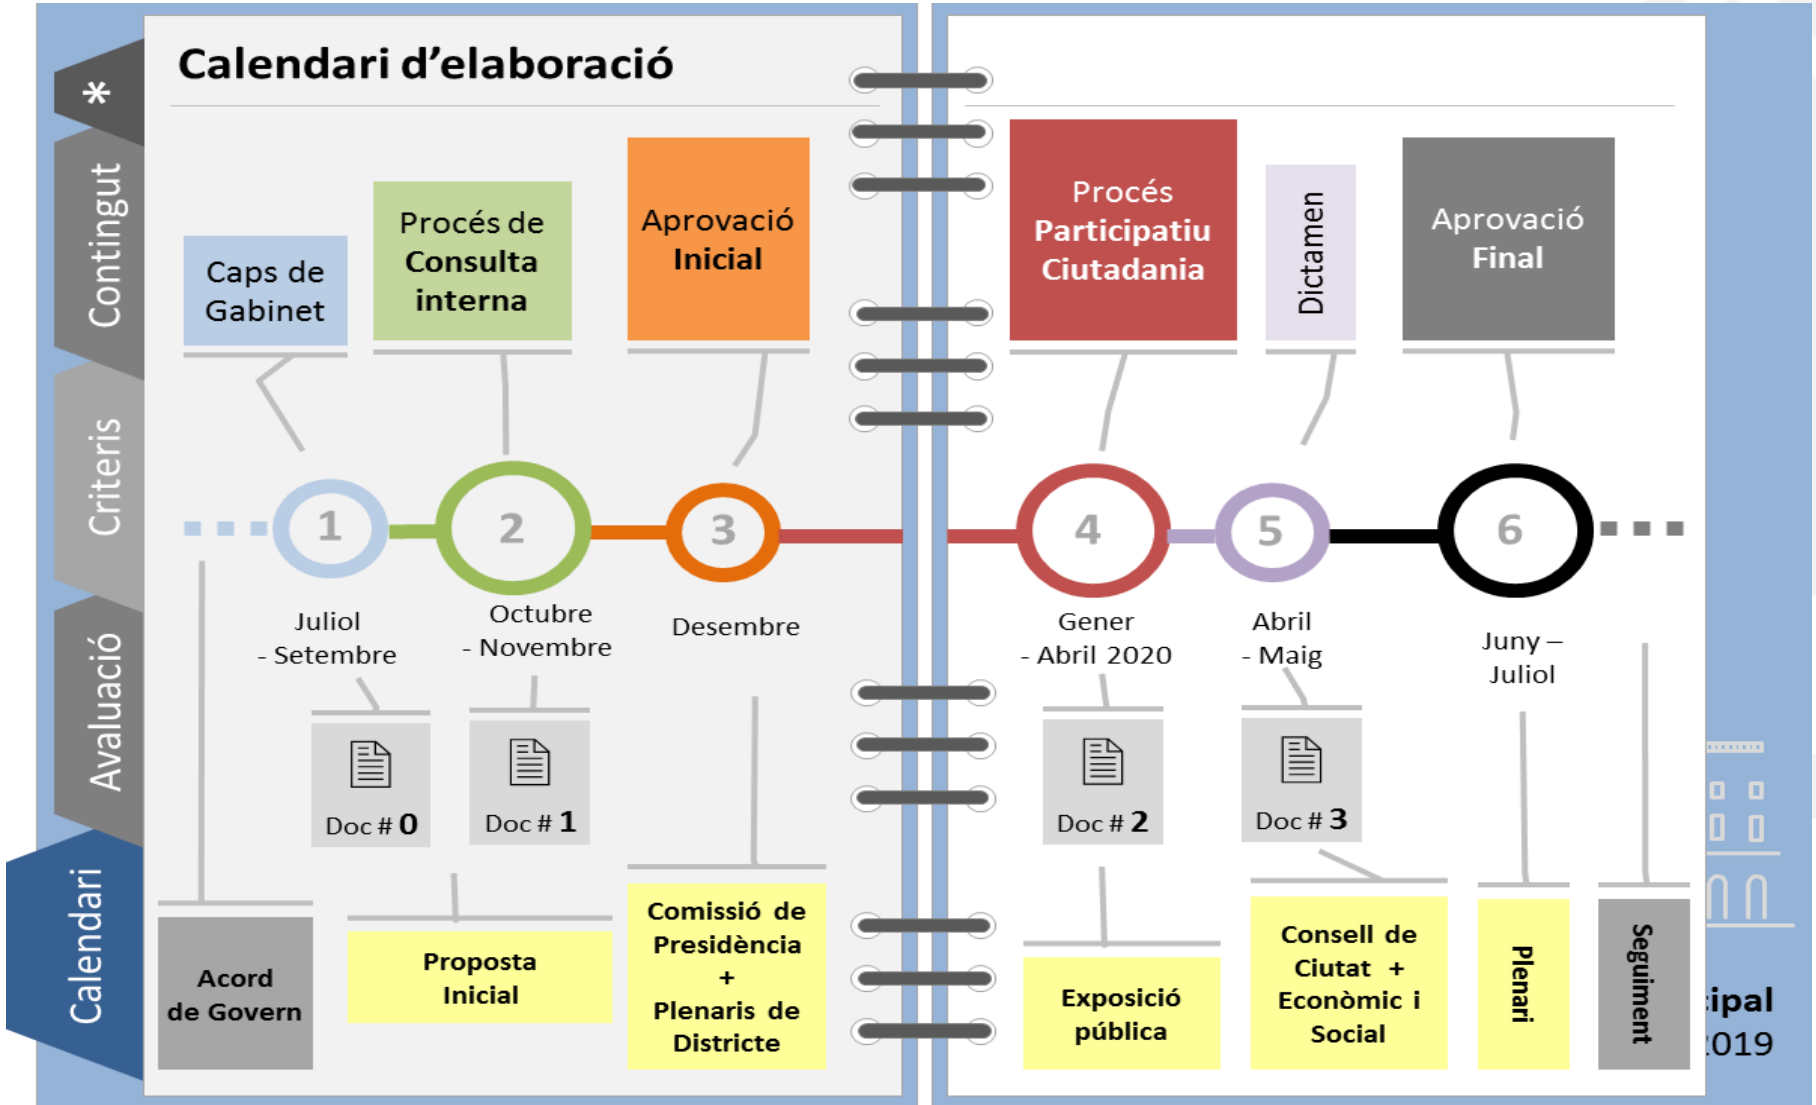 Calendari d’elaboració
*
Contingut
Criteris
Avaluació
Calendari
Caps de
Gabinet
Procés de
Consulta
interna
Aprovació
Inicial
Procés
Participatiu
Ciutadania
Dictamen
Aprovació
Final
1
2
3
4
5
6
Juliol
- Setembre
Octubre
- Novembre
Desembre
Gener
- Abril 2020
Abril
- Maig
Juny –
Juliol
Doc # 0
Doc # 1
Doc # 2
Doc # 3
Acord
de Govern
Proposta
Inicial
Comissió de
Presidència
+
Plenaris de
Districte
Exposició
pública
Consell de
Ciutat +
Econòmic i
Social
Plenari
Seguiment
cipal
2019